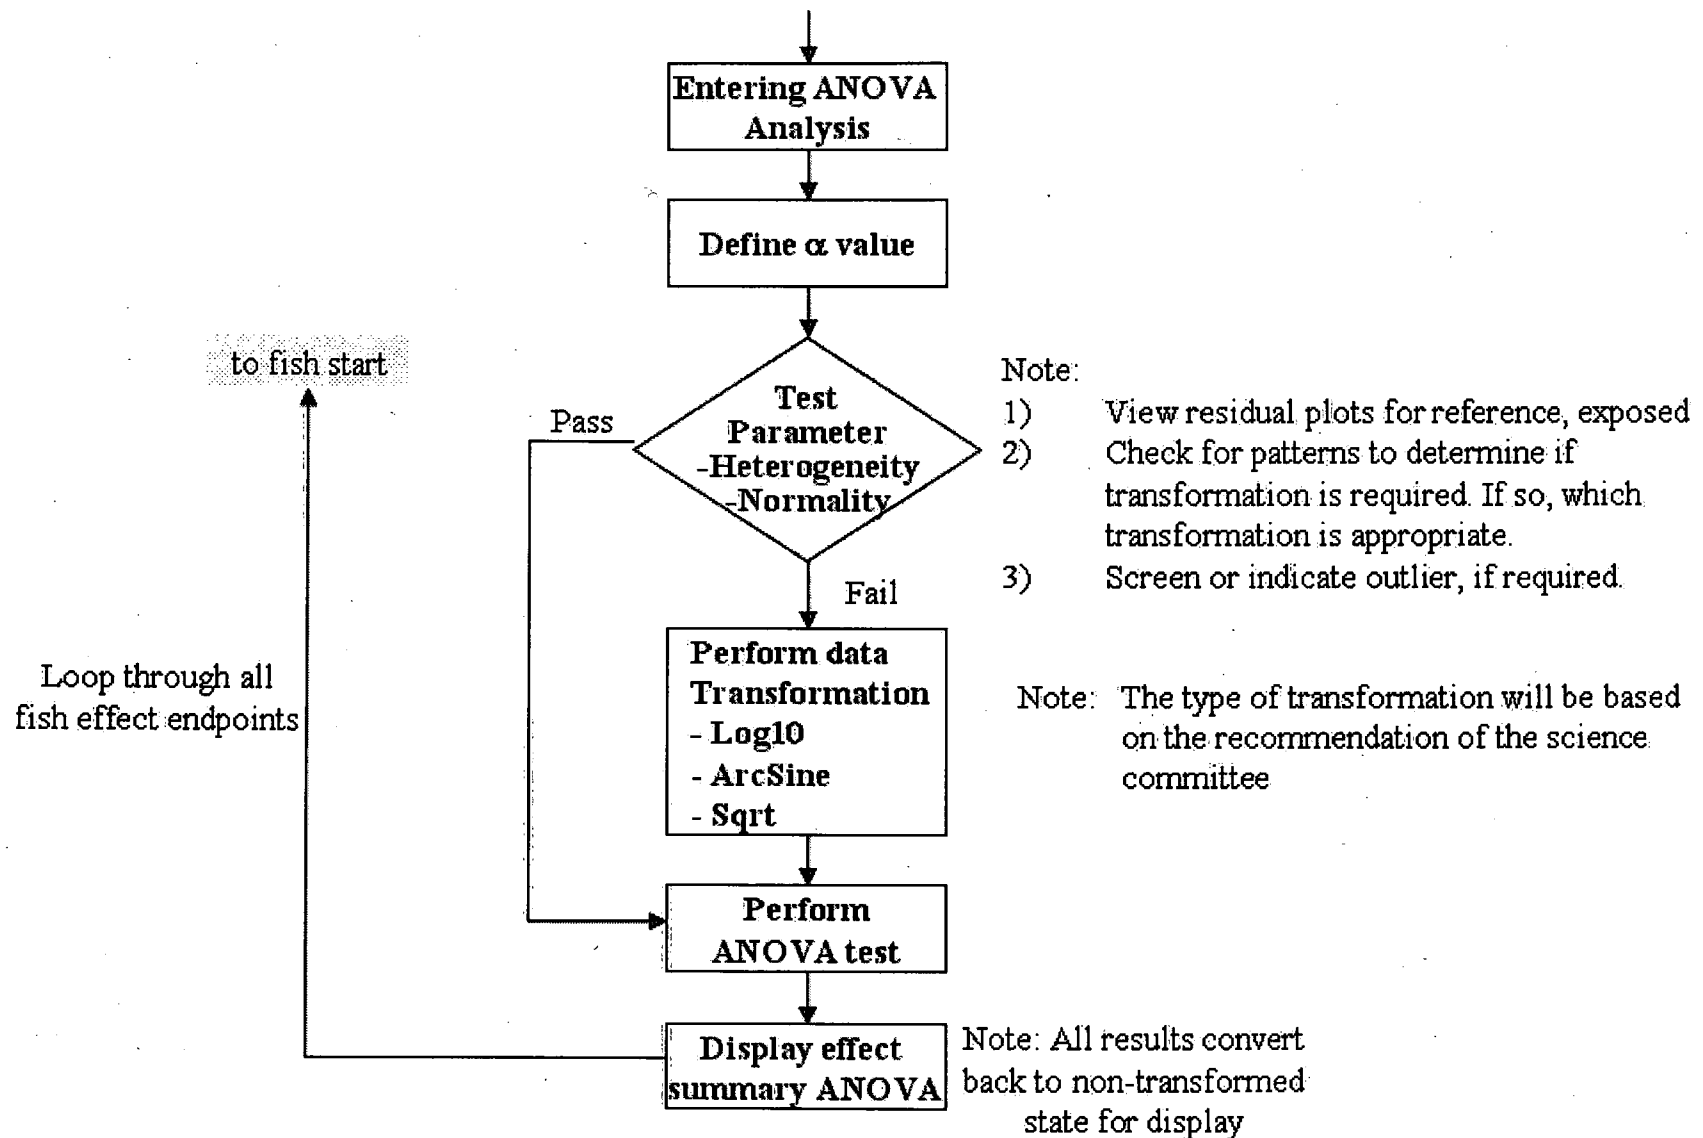 Entering ANOVA
Analysis
Define α value
to fish start
Pass
Test
Parameter
-Heterogeneity
-Normality
Note:
1) View residual plots for reference, exposed
2) Check for patterns to determine if
transformation is required. If so, which
transformation is appropriate.
3) Screen or indicate outlier, if required.
Fail
Loop through all
fish effect endpoints
Perform data
Transformation
- Log10
- ArcSine
- Sqrt
Note: The type of transformation will be based
on the recommendation of the science
committee
Perform
ANOVA test
Display effect
summary ANOVA
Note: All results convert
back to non-transformed
state for display